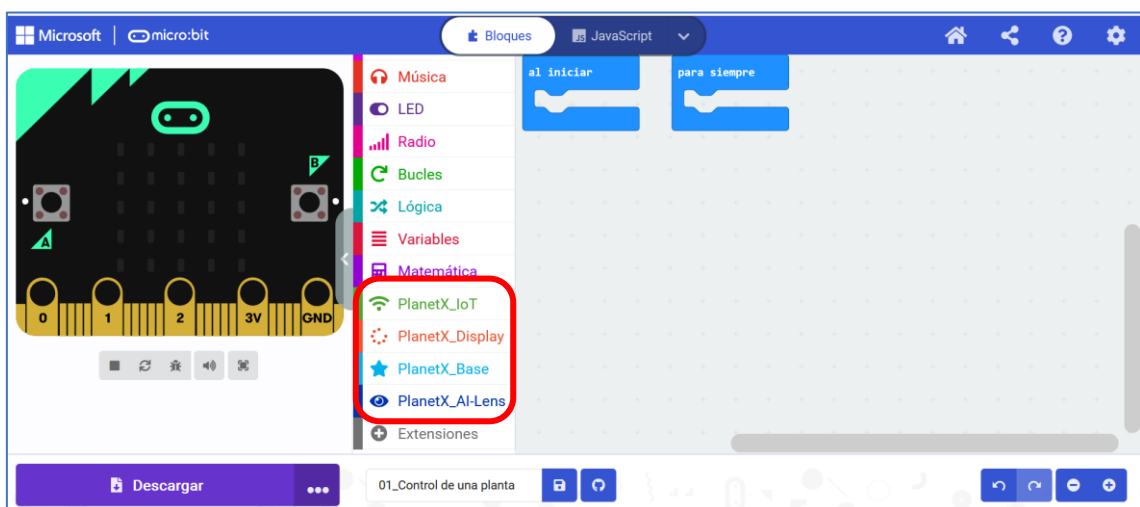 Microsoft micro:bit Bloques JS JavaScript
Música
LED
Radio
Bucles
Lógica
Variables
Matemática
PlanetX_IoT
PlanetX_Display
PlanetX_Base
PlanetX_AI-Lens
Extensiones
al iniciar para siempre
B
A
0 1 2 3V GND
Descargar 01_Control de una planta